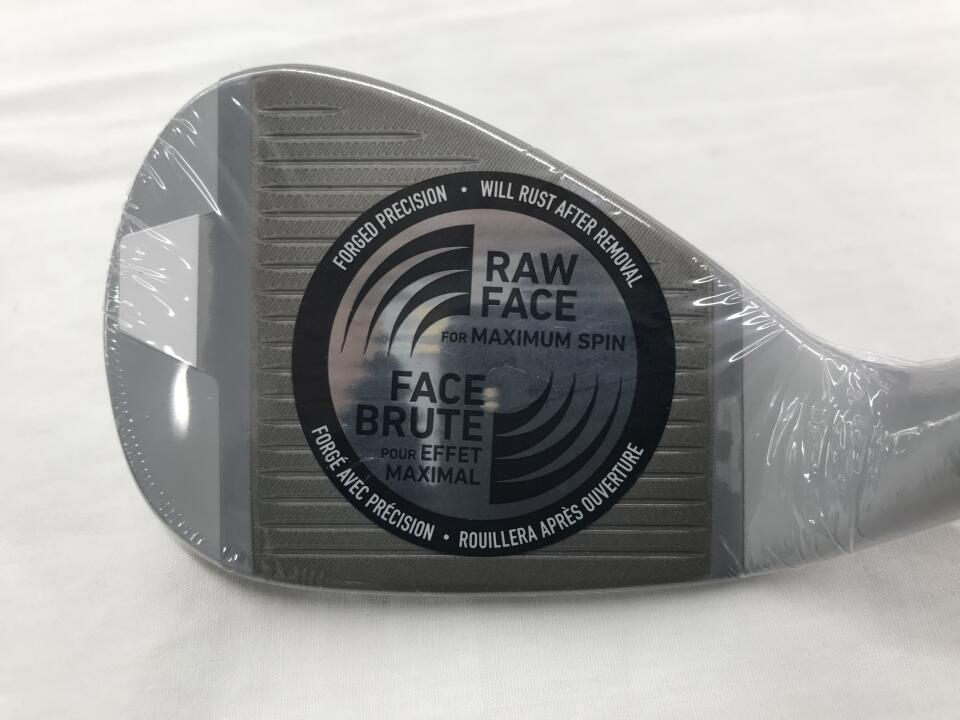 FORGED PRECISION • WILL RUST AFTER REMOVAL
RAW
FACE
FOR MAXIMUM SPIN
FACE
BRUTE
POUR EFFET
MAXIMAL
FORGÉ AVEC PRÉCISION • ROUILLERA APRÈS OUVERTURE